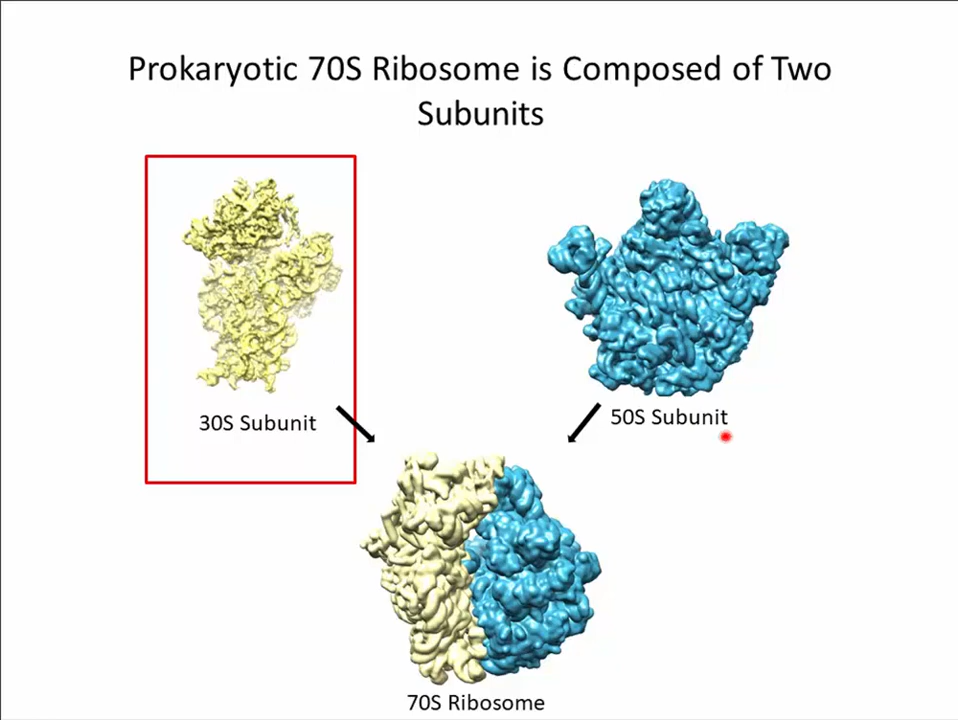 Prokaryotic 70S Ribosome is Composed of Two
Subunits
30S Subunit
50S Subunit
70S Ribosome